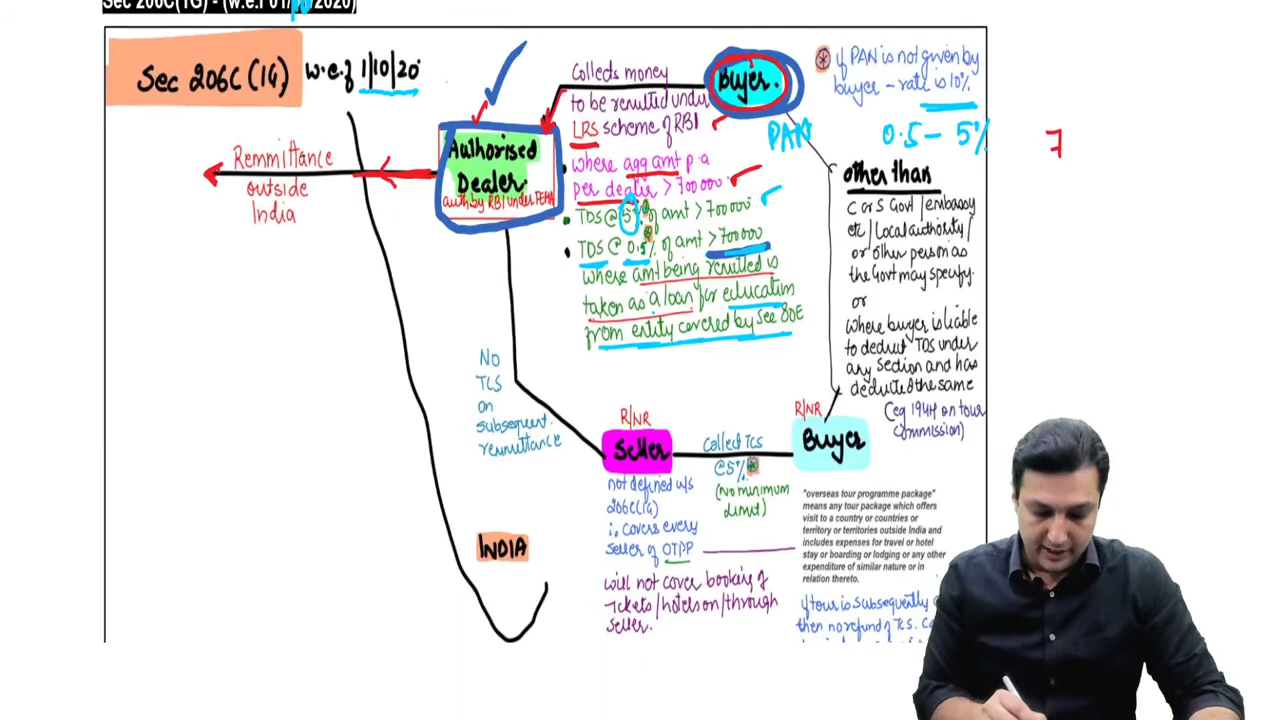 Sec 206C(1G) - (w.e.f 01/10/2020)
Sec 206C (1G)
w.e.f 1/10/20
Remmittance
outside
India
Authorised
Dealer.
auth by RBI under FEMA
Collects money
to be remitted under
LRS scheme of RBI
• where agg amt p.a
per dealer > 700000.
• TDS @ 5% of amt > 700000
• TDS @ 0.5% of amt > 700000
where amt being remitted is
taken as a loan for education
from entity covered by Sec 80E
Buyer.
PAN
if PAN is not given by
buyer - rate is 10%
0.5 - 5%
7
other than
C or S Govt / embassy
etc / Local authority /
or other person as
the Govt may specify.
or
where buyer is liable
to deduct TDS under
any section and has
deducted the same
(eg 194H on tour
commission)
NO
TCS
on
subsequent
remmittance
R/NR
Seller
Collect TCS
@5%
(No minimum
limit)
R/NR
Buyer
not defined u/s
206C(1G)
∴ covers every
seller of OTPP
will not cover booking of
tickets/hotels on/through
seller.
INDIA
"overseas tour programme package"
means any tour package which offers
visit to a country or countries or
territory or territories outside India and
includes expenses for travel or hotel
stay or boarding or lodging or any other
expenditure of similar nature or in
relation thereto.
if tour is subsequently
then no refund of TCS.